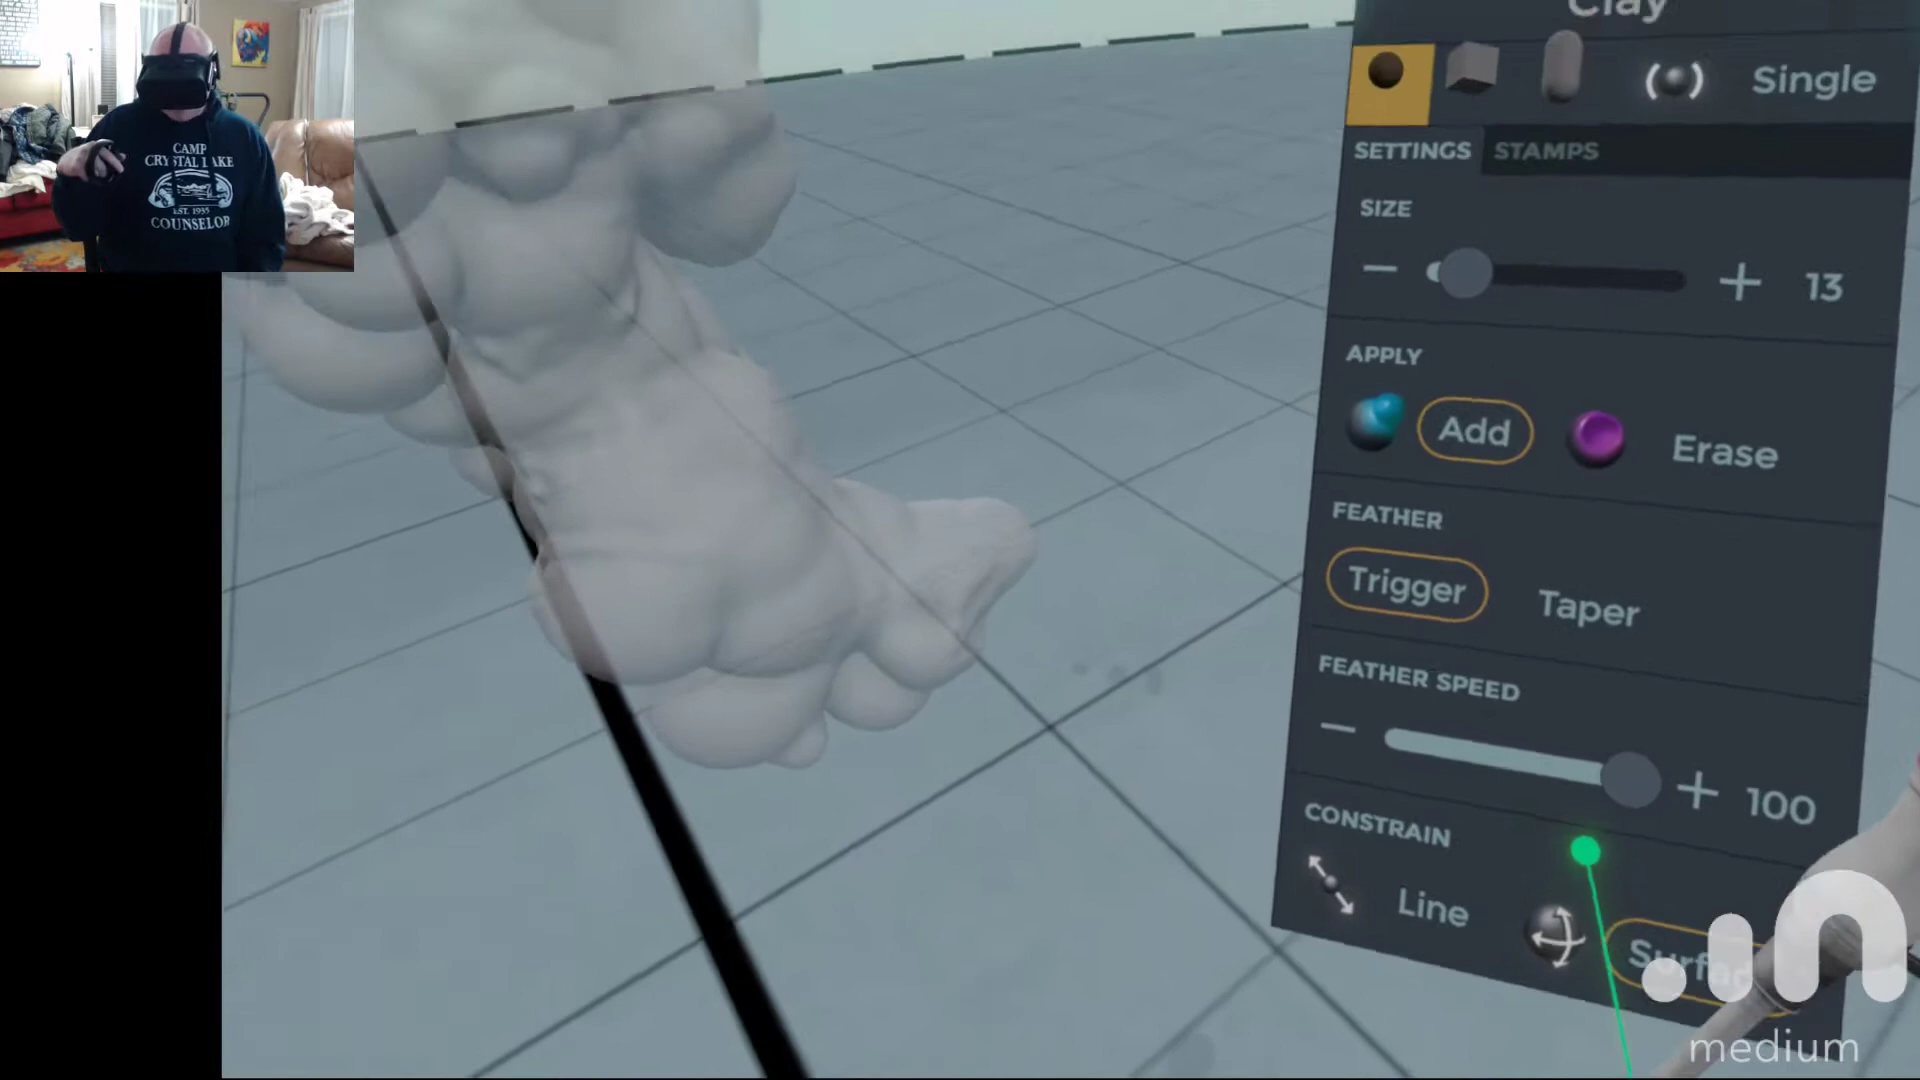 Clay
Single
SETTINGS STAMPS
SIZE
13
APPLY
Add Erase
FEATHER
Trigger Taper
FEATHER SPEED
100
CONSTRAIN
Line
medium
CAMP
CRYSTAL LAKE
EST. 1935
COUNSELOR